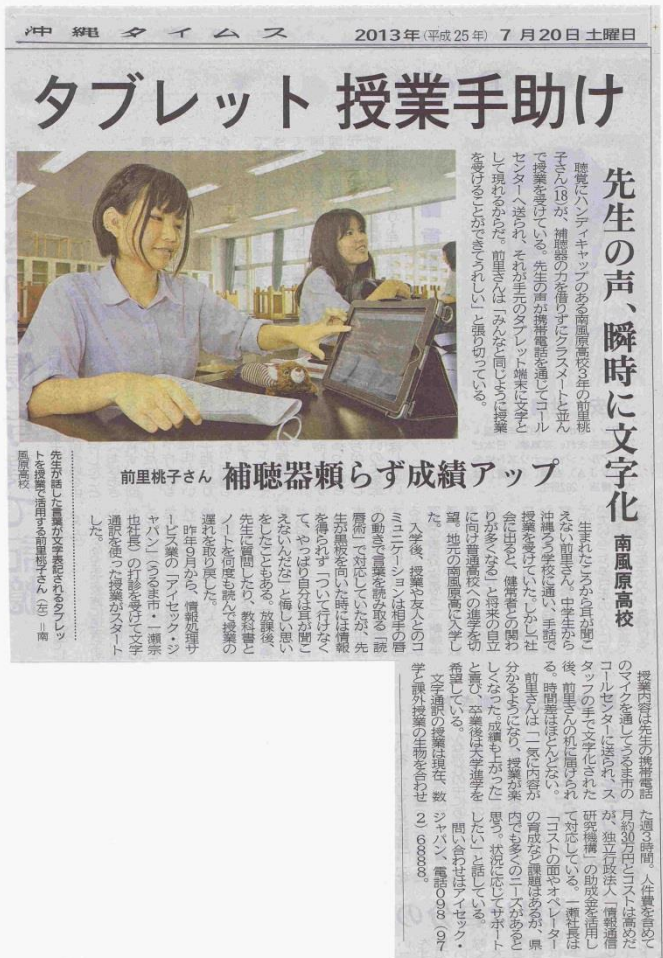 沖縄タイムス
2013年(平成25年)7月20日土曜日
タブレット 授業手助け
先生の声、瞬時に文字化
南風原高校
聴覚にハンディキャップのある南風原高校3年の前里桃
子さん(18)が、補聴器の力を借りずにクラスメートと並ん
で授業を受けている。先生の声が携帯電話を通じてコール
センターへ送られ、それが手元のタブレット端末に文字と
して現れるからだ。前里さんは「みんなと同じように授業
を受けることができてうれしい」と張り切っている。
前里桃子さん 補聴器頼らず成績アップ
先生が話した言葉が文字表記されるタブレッ
トを授業で活用する前里桃子さん(左)=南
風原高校
生まれたころから耳が聞こ
えない前里さん。中学生から
沖縄ろう学校に通い、手話で
授業を受けていた。しかし「社
会に出ると、健常者との関わ
りが多くなる」と将来の自立
に向け普通高校への進学を切
望。地元の南風原高に入学し
た。
入学後、授業や友人とのコ
ミュニケーションは相手の唇
の動きで言葉を読み取る「読
唇術」で対応していたが、先
生が黒板を向いた時には情報
を得られず「ついて行けなく
て、やっぱり自分は耳が聞こ
えないんだな」と悔しい思い
をしたこともある。放課後、
先生に質問したり、教科書と
ノートを何度も読んで授業の
遅れを取り戻した。
昨年9月から、情報処理サ
ービス業の「アイセック・ジ
ャパン」(うるま市・一瀬宗
也社長)の打診を受けて文字
通訳を使った授業がスタート
した。
授業内容は先生の携帯電話
のマイクを通してうるま市の
コールセンターに送られ、ス
タッフの手で文字化された
後、前里さんの机に届けられ
る。時間差はほとんどない。
前里さんは「一気に内容が
分かるようになり、授業が楽
しくなった。成績も上がった」
と喜び、卒業後は大学進学を
希望している。
文字通訳の授業は現在、数
学と課外授業の生物を合わせ
た週3時間。人件費を含めて
月約30万円とコストは高めだ
が、独立行政法人「情報通信
研究機構」の助成金を活用し
て対応している。一瀬社長は
「コストの面やオペレーター
の育成など課題はあるが、県
内でも多くのニーズがあると
思う。状況に応じてサポート
したい」と話している。
問い合わせはアイセック・
ジャパン、電話098(97
2)6888。